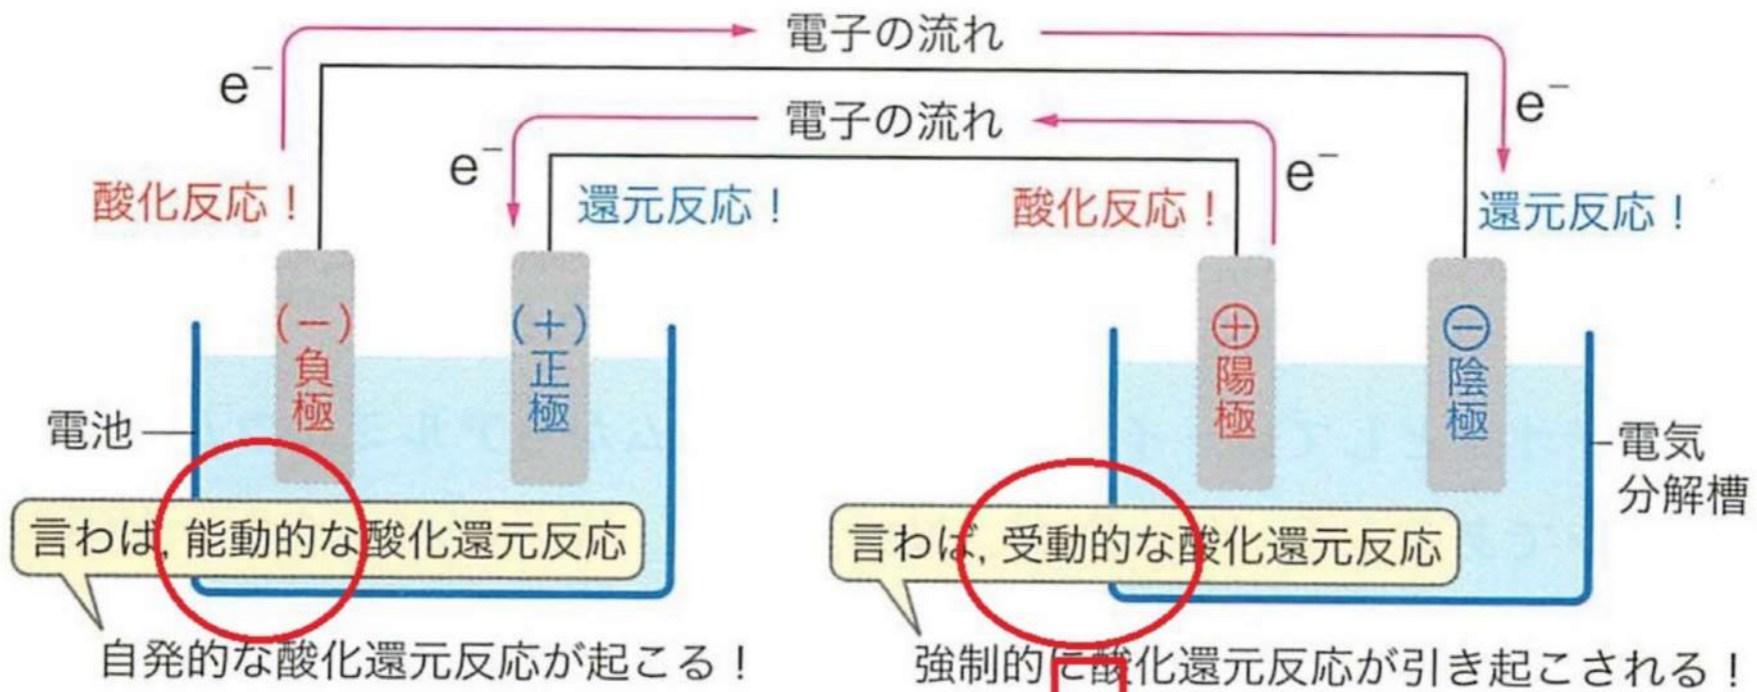 電子の流れ
e⁻
e⁻
電子の流れ
e⁻
e⁻
酸化反応！
還元反応！
酸化反応！
還元反応！
(－)負極
(＋)正極
⊕陽極
⊖陰極
電池
電気
分解槽
言わば, 能動的な酸化還元反応
言わば, 受動的な酸化還元反応
自発的な酸化還元反応が起こる！
強制的に酸化還元反応が引き起こされる！